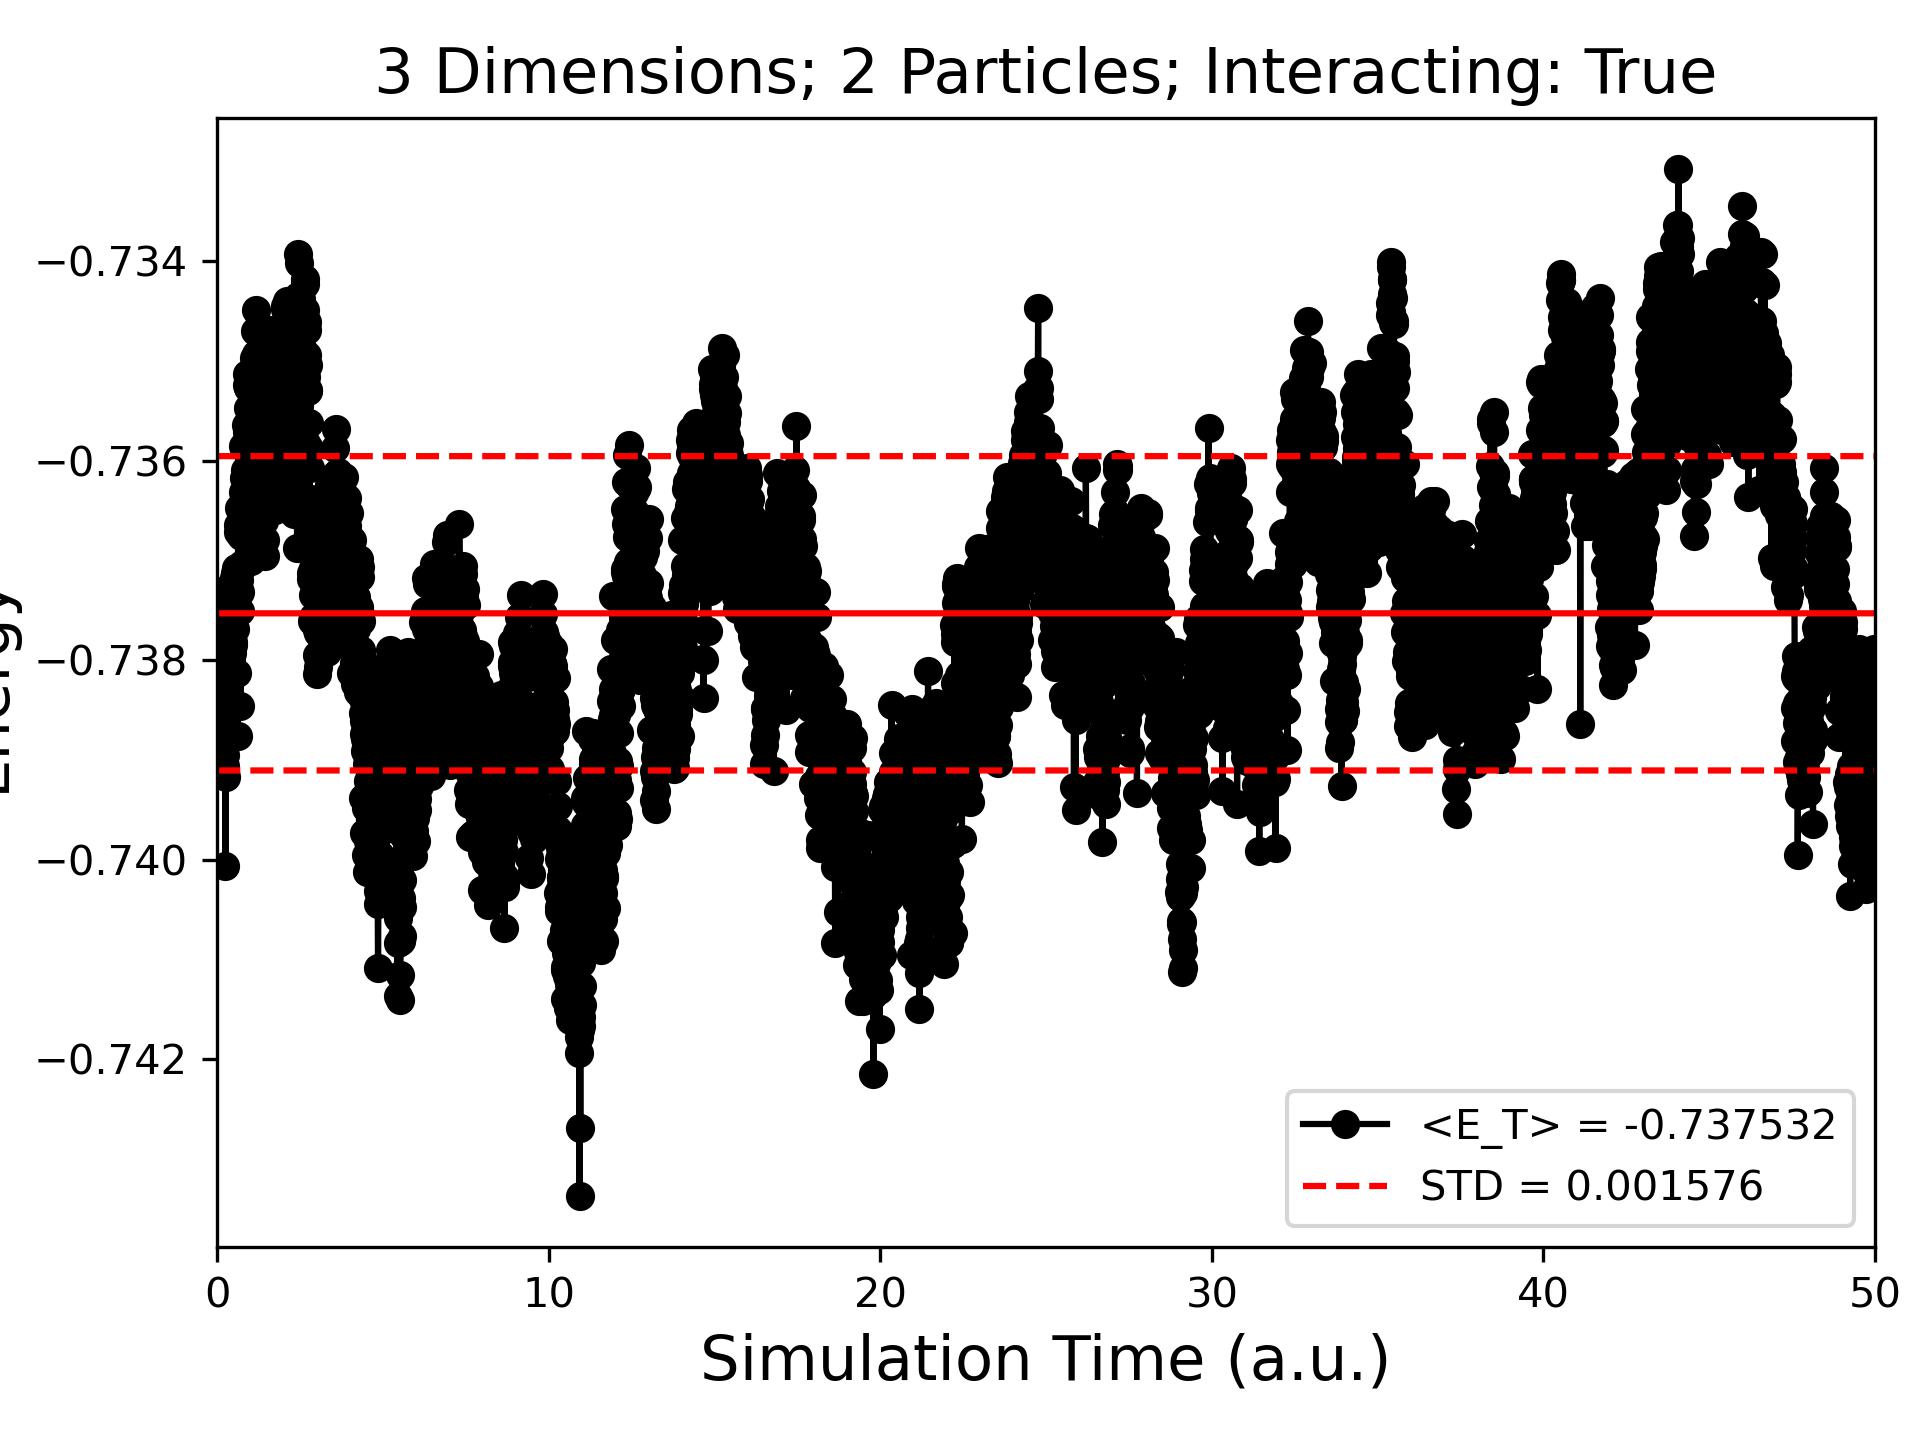 3 Dimensions; 2 Particles; Interacting: True
Energy
−0.734
−0.736
−0.738
−0.740
−0.742
<E_T> = -0.737532
STD = 0.001576
0 10 20 30 40 50
Simulation Time (a.u.)